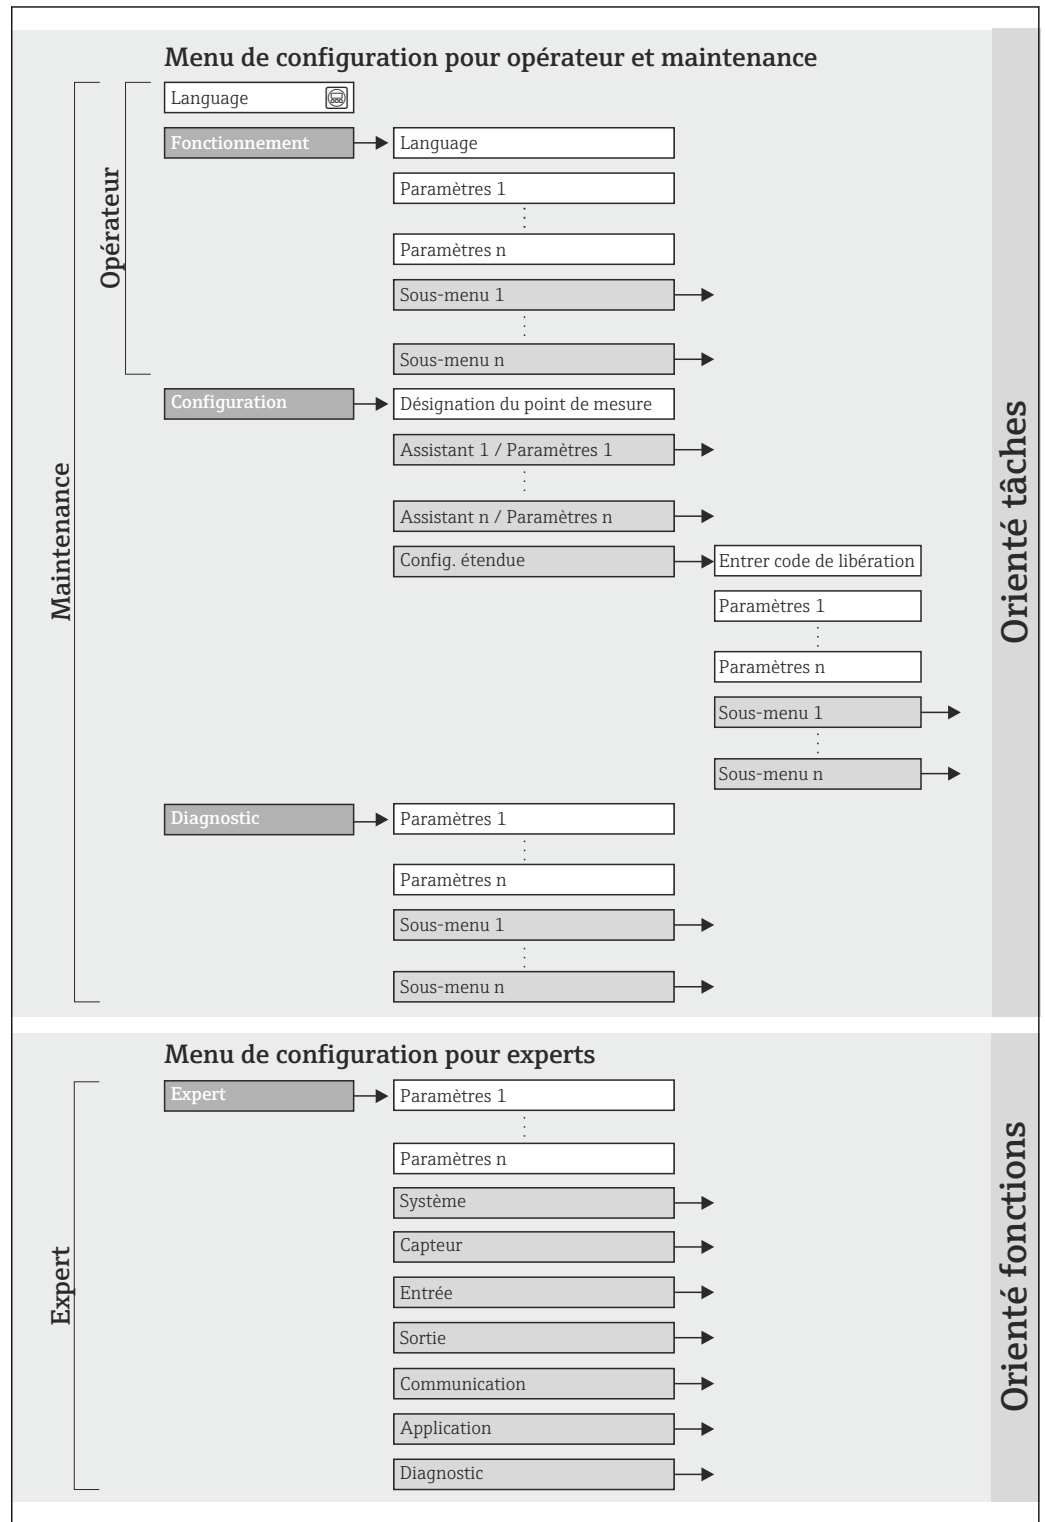 Menu de configuration pour opérateur et maintenance
Language
Fonctionnement
Language
Paramètres 1
Paramètres n
Sous-menu 1
Sous-menu n
Opérateur
Configuration
Désignation du point de mesure
Assistant 1 / Paramètres 1
Assistant n / Paramètres n
Config. étendue
Entrer code de libération
Paramètres 1
Paramètres n
Sous-menu 1
Sous-menu n
Maintenance
Orienté tâches
Diagnostic
Paramètres 1
Paramètres n
Sous-menu 1
Sous-menu n
Menu de configuration pour experts
Expert
Paramètres 1
Paramètres n
Système
Capteur
Entrée
Sortie
Communication
Application
Diagnostic
Expert
Orienté fonctions